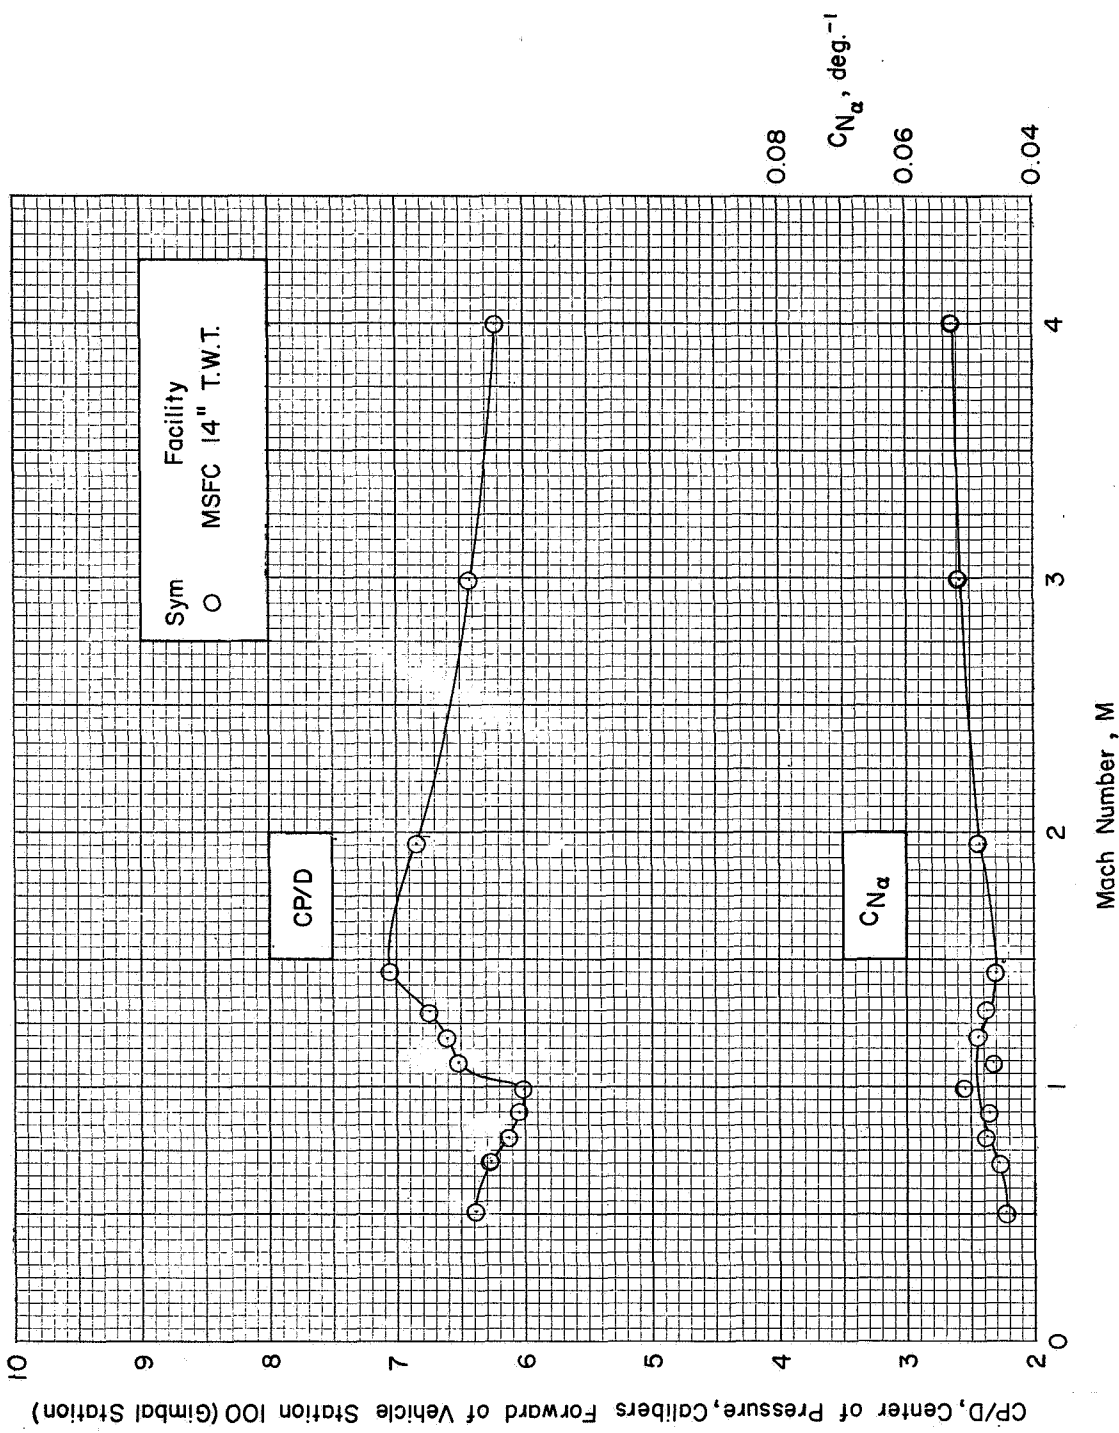 CP/D, Center of Pressure, Calibers Forward of Vehicle Station 100 (Gimbal Station)
10
9
8
7
6
5
4
3
2
Sym Facility
O MSFC 14" T.W.T.
CP/D
CNα
0.08
0.06
0.04
CNα, deg.-1
0
1
2
3
4
Mach Number, M